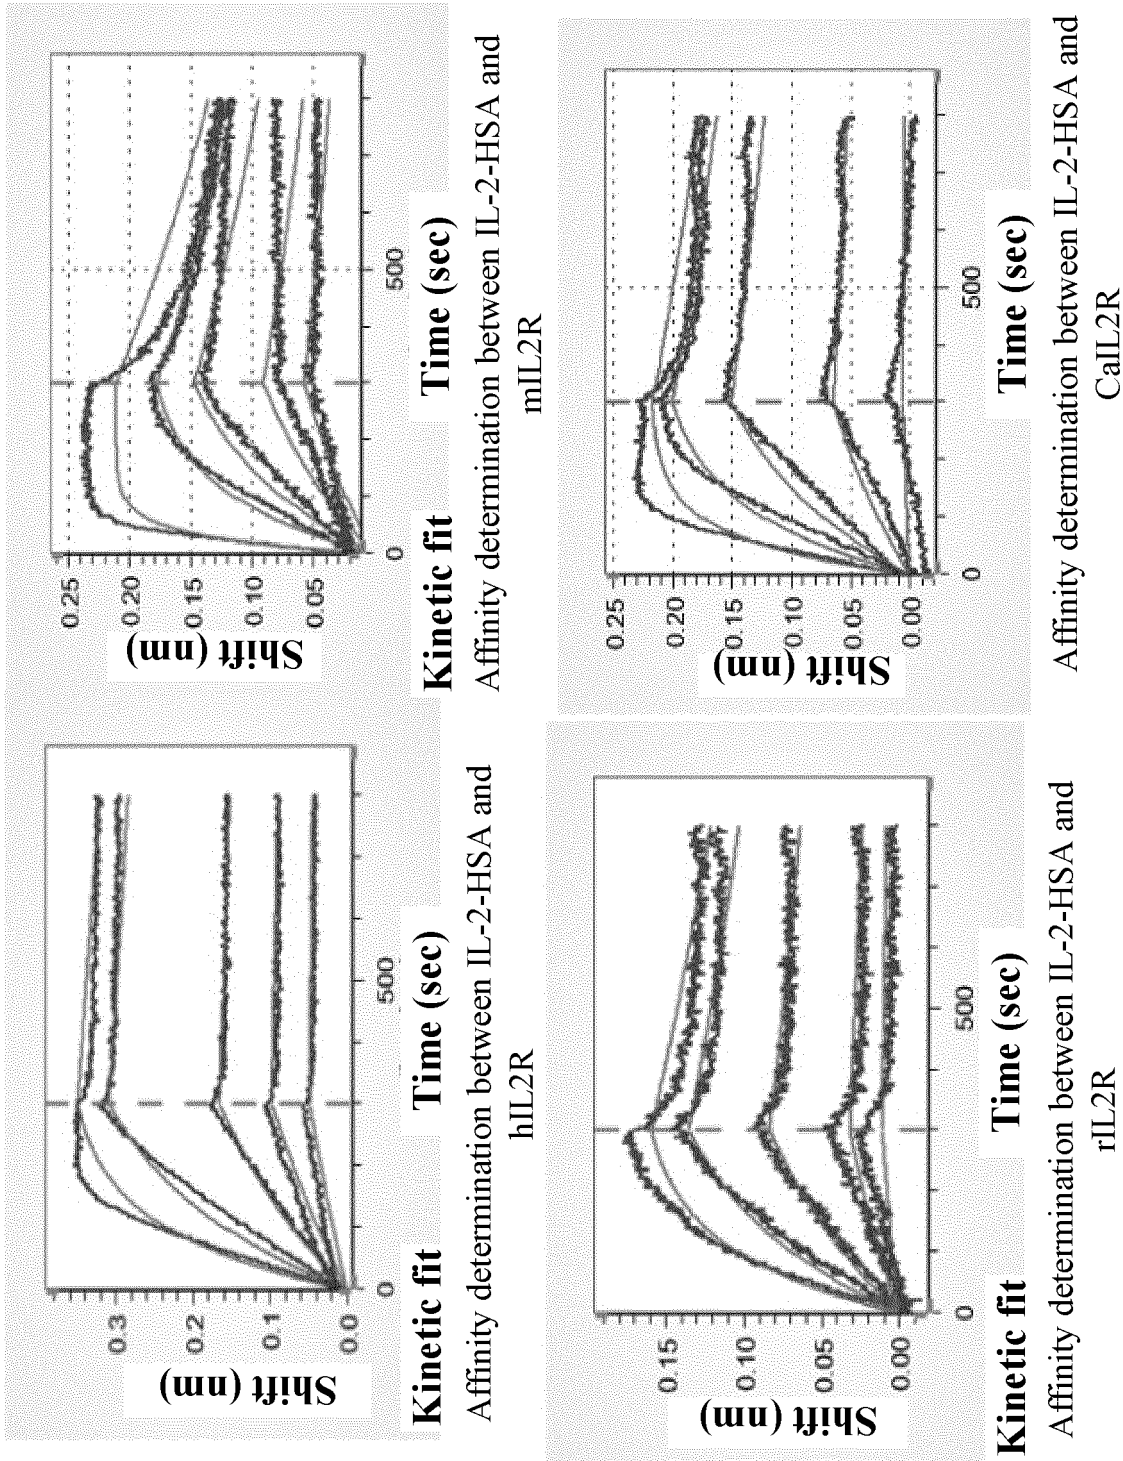 0.3
0.2
0.1
0.0
Shift (nm)
0
500
Kinetic fit
Time (sec)
Affinity determination between IL-2-HSA and
hIL2R
0.25
0.20
0.15
0.10
0.05
Shift (nm)
0
500
Kinetic fit
Time (sec)
Affinity determination between IL-2-HSA and
mIL2R
0.15
0.10
0.05
0.00
Shift (nm)
0
500
Kinetic fit
Time (sec)
Affinity determination between IL-2-HSA and
rIL2R
0.25
0.20
0.15
0.10
0.05
0.00
Shift (nm)
0
500
Time (sec)
Affinity determination between IL-2-HSA and
CaIL2R